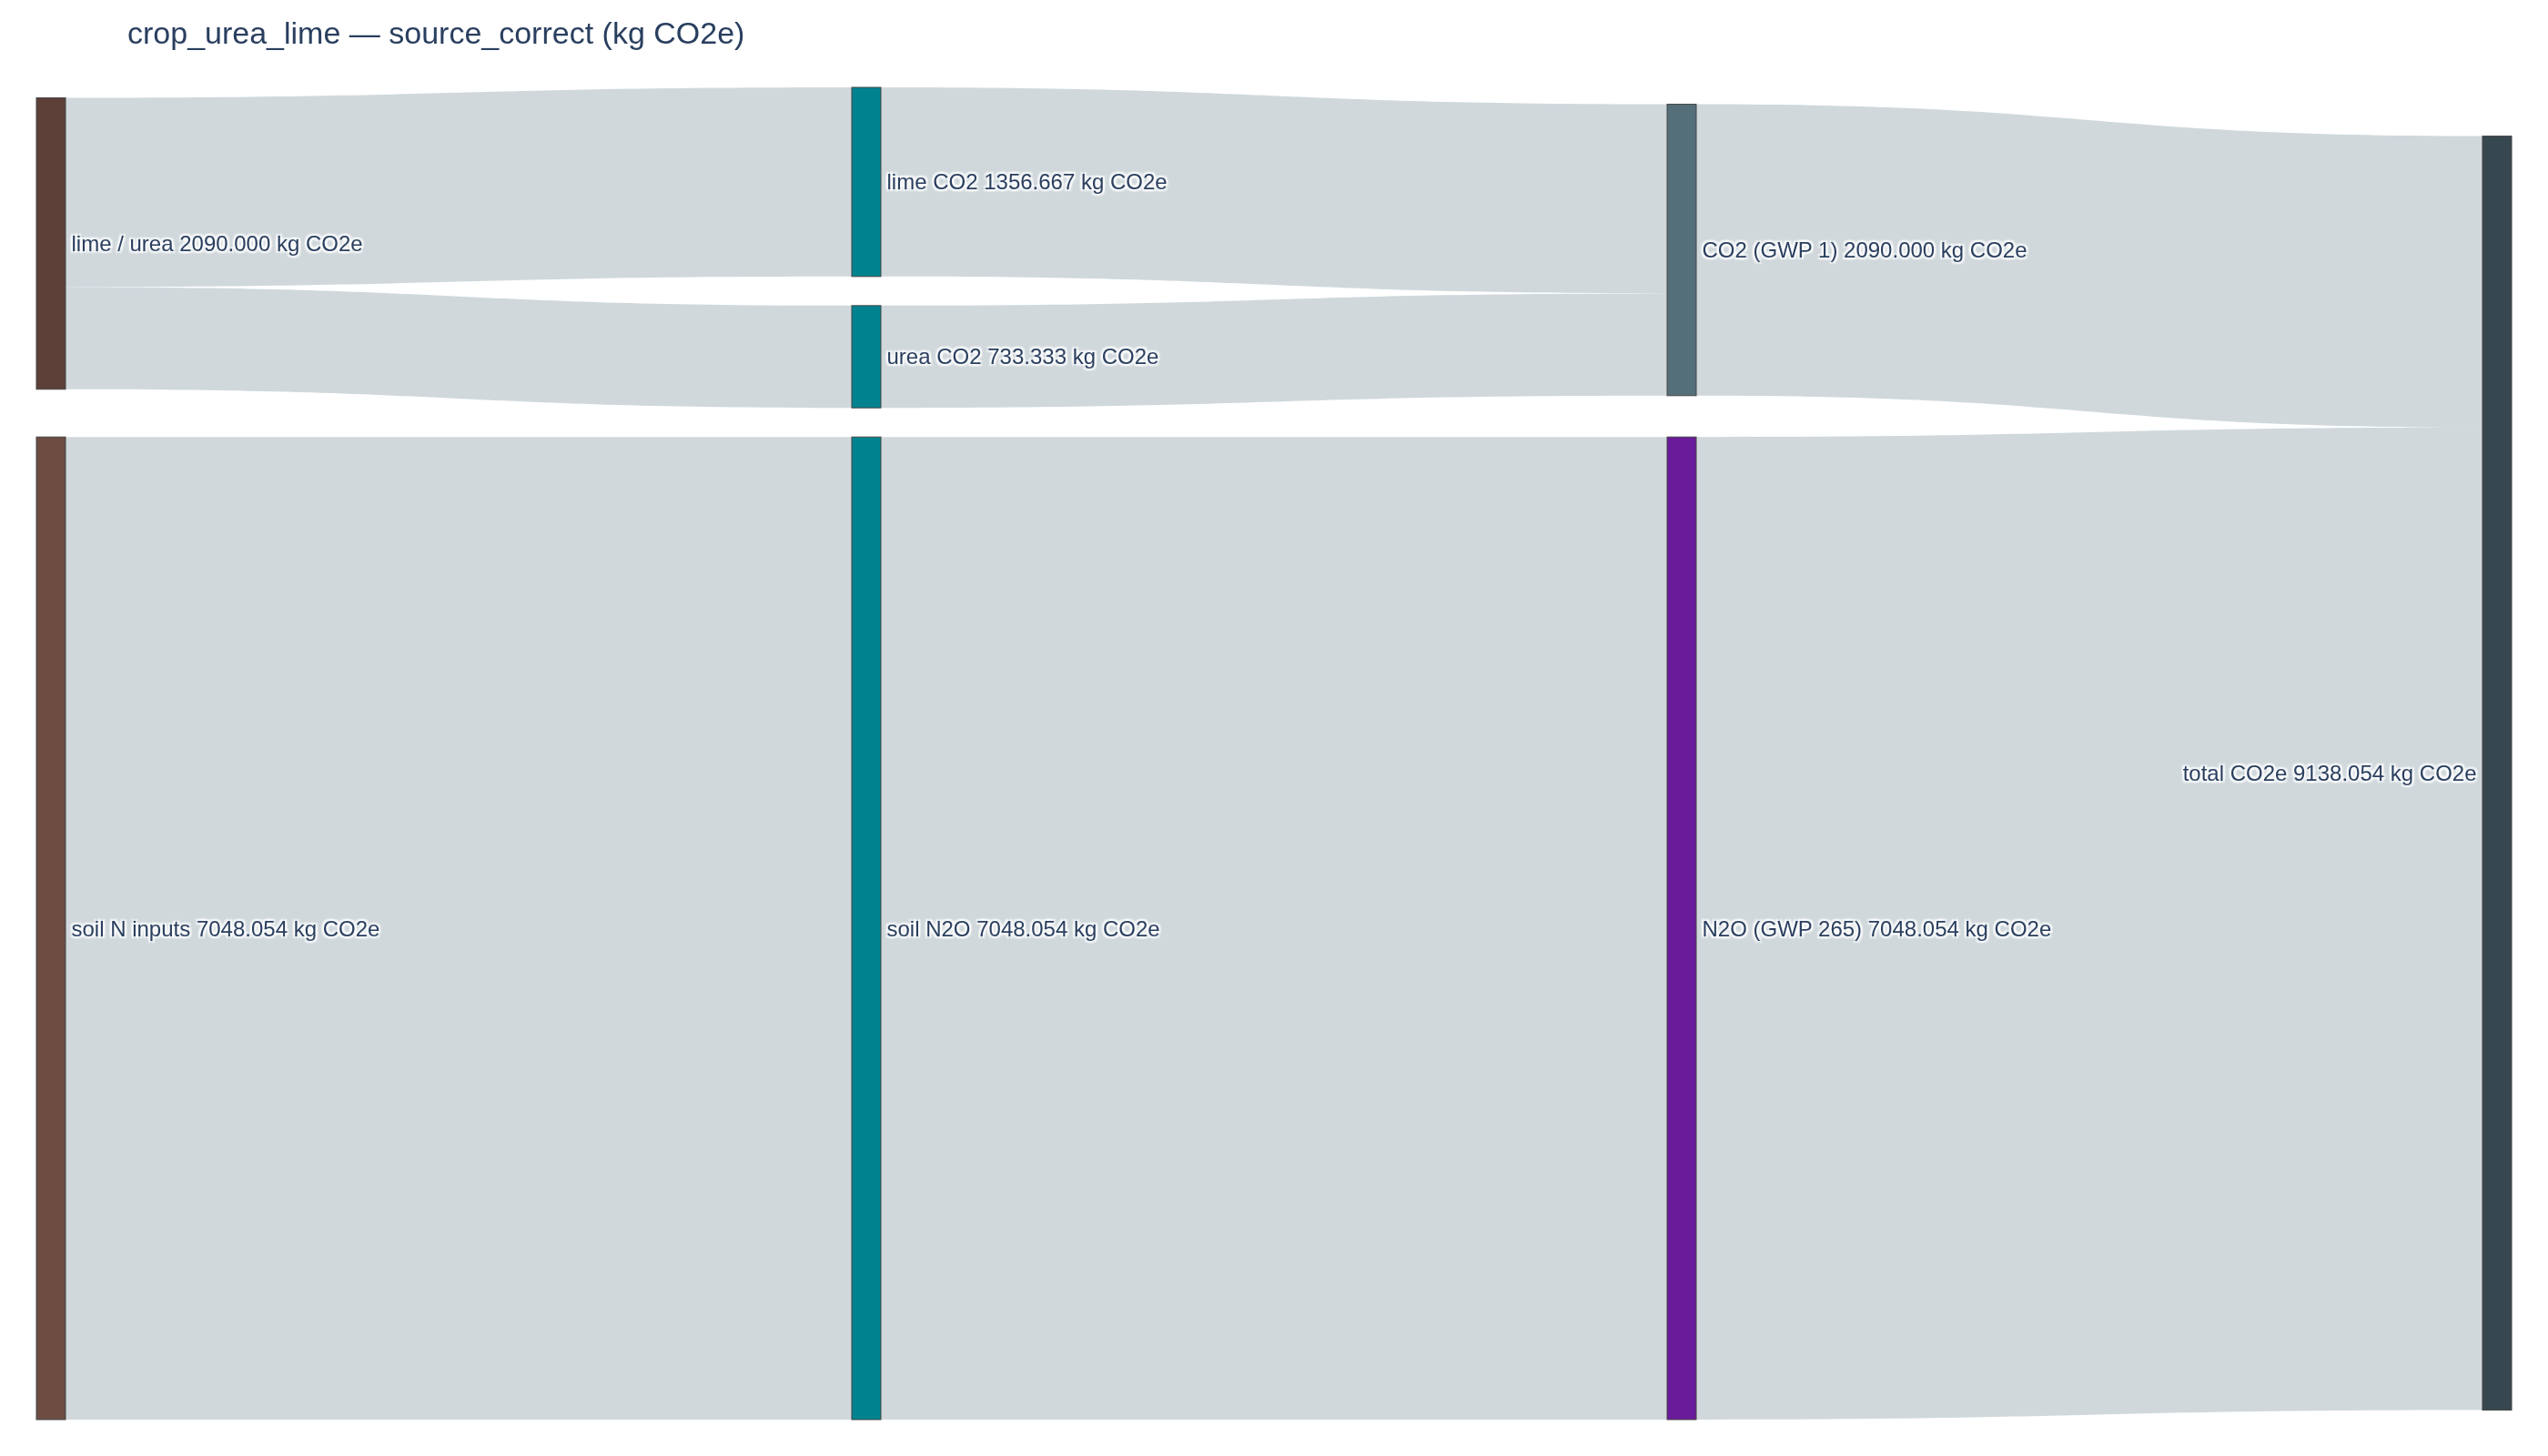 crop_urea_lime — source_correct (kg CO2e)
lime / urea 2090.000 kg CO2e
soil N inputs 7048.054 kg CO2e
lime CO2 1356.667 kg CO2e
urea CO2 733.333 kg CO2e
soil N2O 7048.054 kg CO2e
CO2 (GWP 1) 2090.000 kg CO2e
N2O (GWP 265) 7048.054 kg CO2e
total CO2e 9138.054 kg CO2e